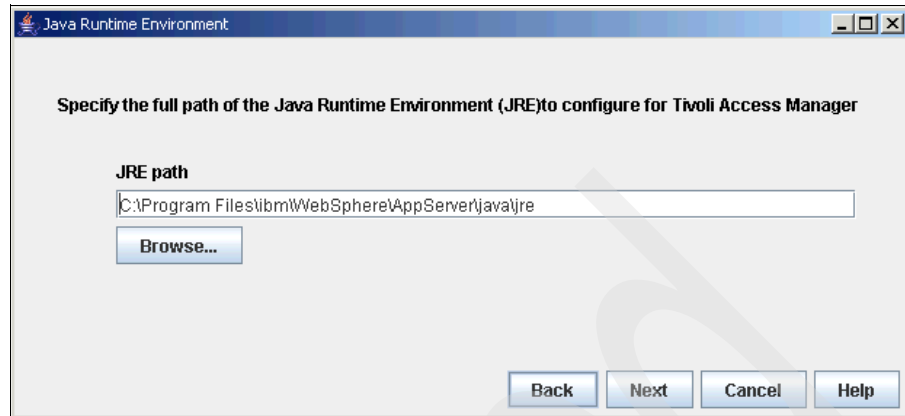 Java Runtime Environment
Specify the full path of the Java Runtime Environment (JRE)to configure for Tivoli Access Manager
JRE path
C:\Program Files\ibm\WebSphere\AppServer\java\jre
Browse...
Back Next Cancel Help